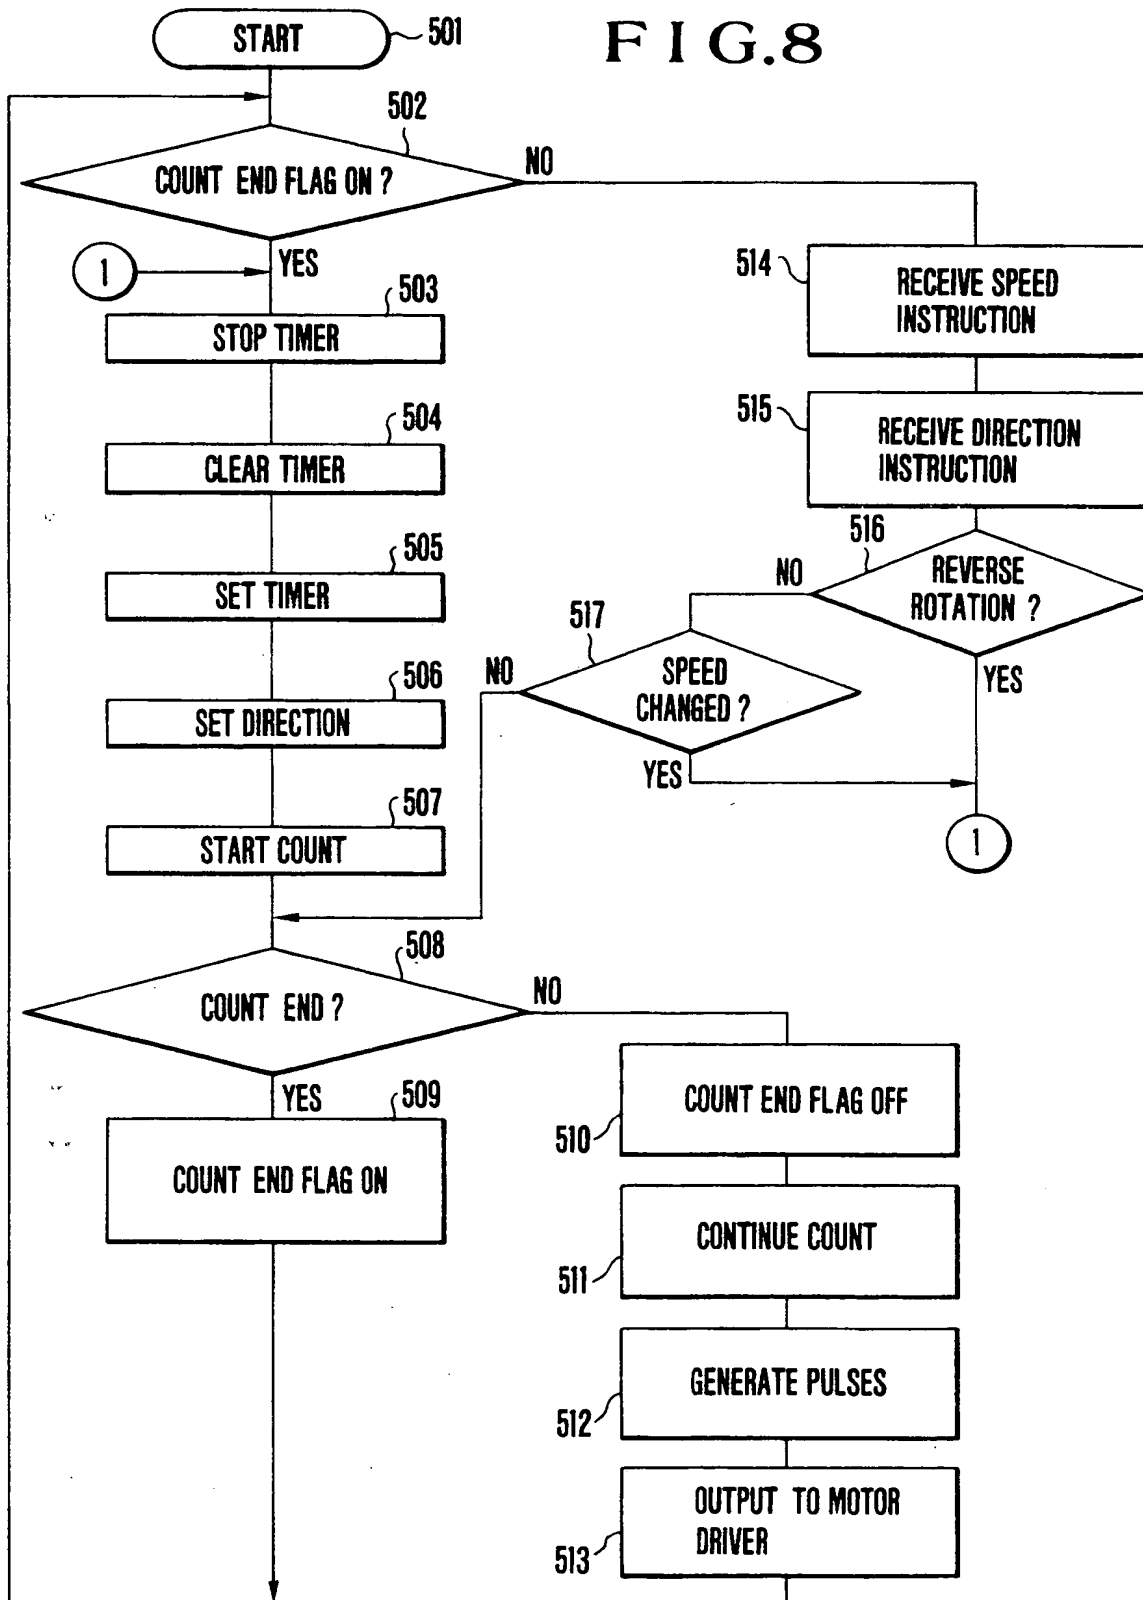 FIG.8
START
501
502
COUNT END FLAG ON ?
NO
YES
1
503
STOP TIMER
504
CLEAR TIMER
505
SET TIMER
506
SET DIRECTION
507
START COUNT
514
RECEIVE SPEED
INSTRUCTION
515
RECEIVE DIRECTION
INSTRUCTION
516
REVERSE
ROTATION ?
NO
YES
517
SPEED
CHANGED ?
NO
YES
1
508
COUNT END ?
NO
YES
509
COUNT END FLAG ON
COUNT END FLAG OFF
510
CONTINUE COUNT
511
GENERATE PULSES
512
OUTPUT TO MOTOR
DRIVER
513